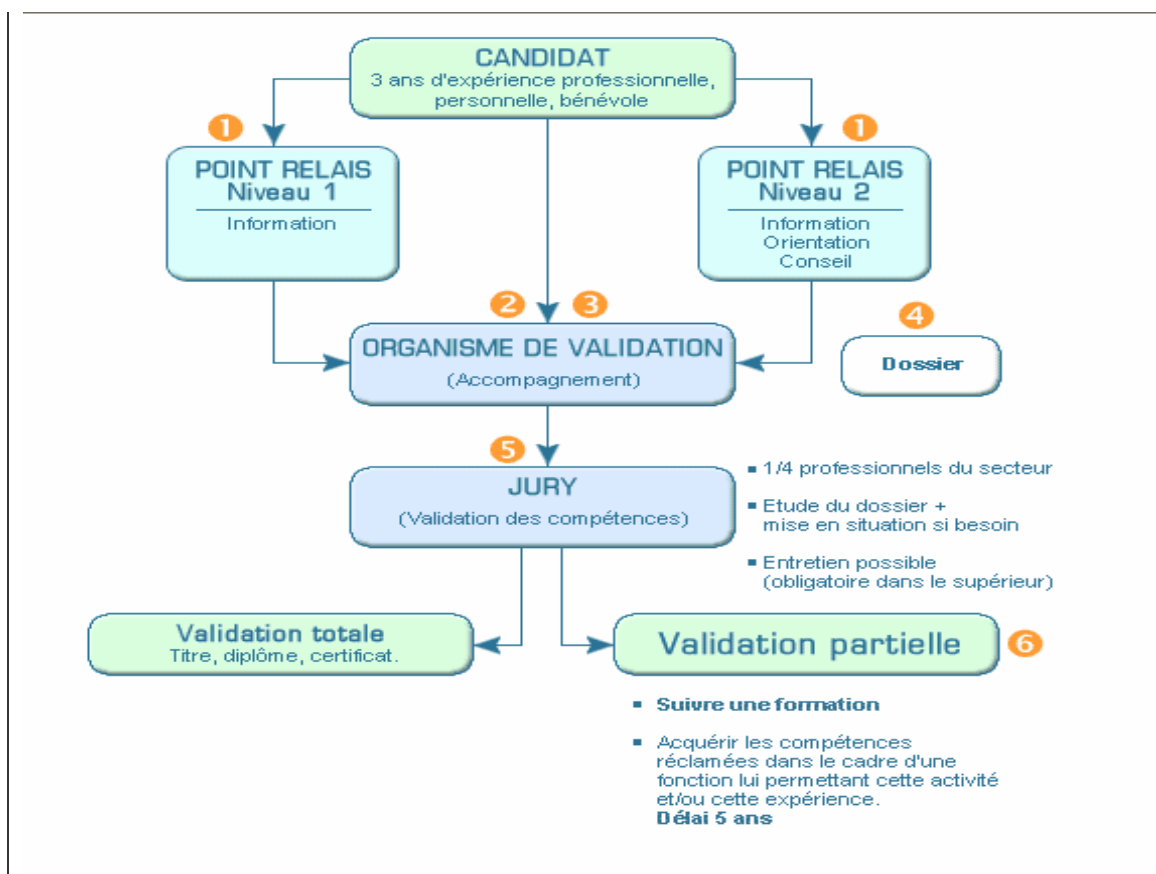 CANDIDAT
3 ans d'expérience professionnelle,
personnelle, bénévole
1
1
POINT RELAIS
Niveau 1
Information
POINT RELAIS
Niveau 2
Information
Orientation
Conseil
2 3
ORGANISME DE VALIDATION
(Accompagnement)
4
Dossier
5
JURY
(Validation des compétences)
▪ 1/4 professionnels du secteur
▪ Etude du dossier +
mise en situation si besoin
▪ Entretien possible
(obligatoire dans le supérieur)
Validation totale
Titre, diplôme, certificat.
Validation partielle
6
▪ Suivre une formation
▪ Acquérir les compétences
réclamées dans le cadre d'une
fonction lui permettant cette activité
et/ou cette expérience.
Délai 5 ans